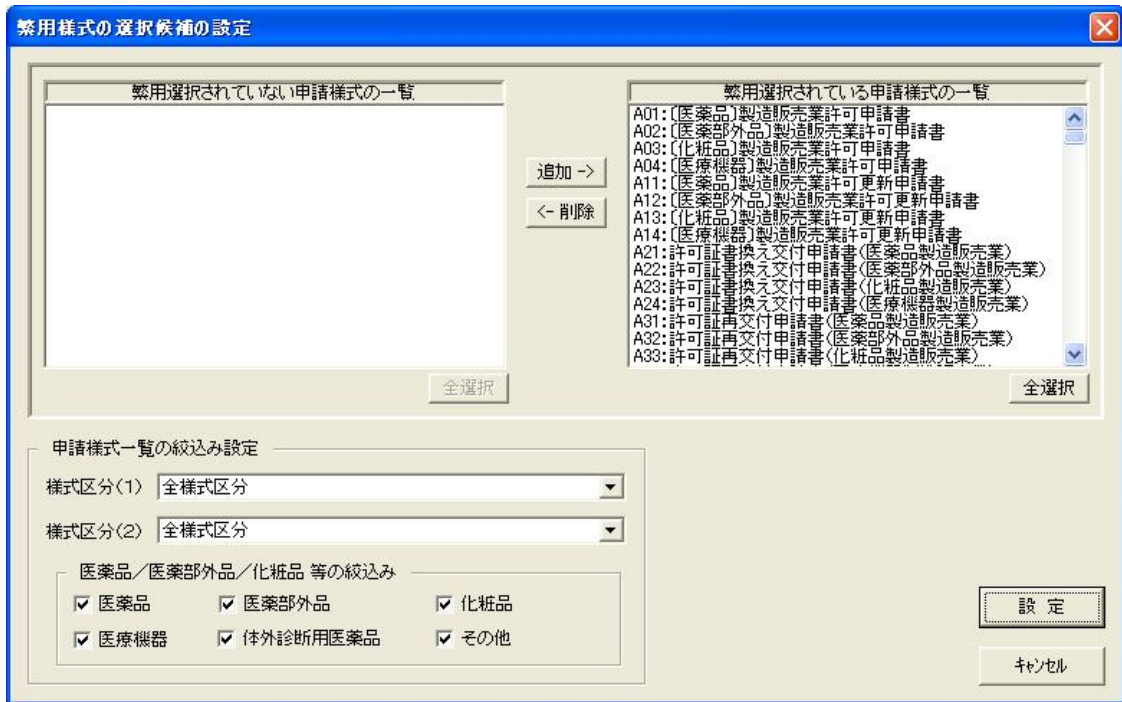 繁用様式の選択候補の設定
繁用選択されていない申請様式の一覧
繁用選択されている申請様式の一覧
A01:〔医薬品〕製造販売業許可申請書
A02:〔医薬部外品〕製造販売業許可申請書
A03:〔化粧品〕製造販売業許可申請書
A04:〔医療機器〕製造販売業許可申請書
A11:〔医薬品〕製造販売業許可更新申請書
A12:〔医薬部外品〕製造販売業許可更新申請書
A13:〔化粧品〕製造販売業許可更新申請書
A14:〔医療機器〕製造販売業許可更新申請書
A21:許可証書換え交付申請書(医薬品製造販売業)
A22:許可証書換え交付申請書(医薬部外品製造販売業)
A23:許可証書換え交付申請書(化粧品製造販売業)
A24:許可証書換え交付申請書(医療機器製造販売業)
A31:許可証再交付申請書(医薬品製造販売業)
A32:許可証再交付申請書(医薬部外品製造販売業)
A33:許可証再交付申請書(化粧品製造販売業)
追加 ->
<- 削除
全選択
全選択
申請様式一覧の絞込み設定
様式区分(1) 全様式区分
様式区分(2) 全様式区分
医薬品/医薬部外品/化粧品 等の絞込み
医薬品 医薬部外品 化粧品
医療機器 体外診断用医薬品 その他
設 定
キャンセル